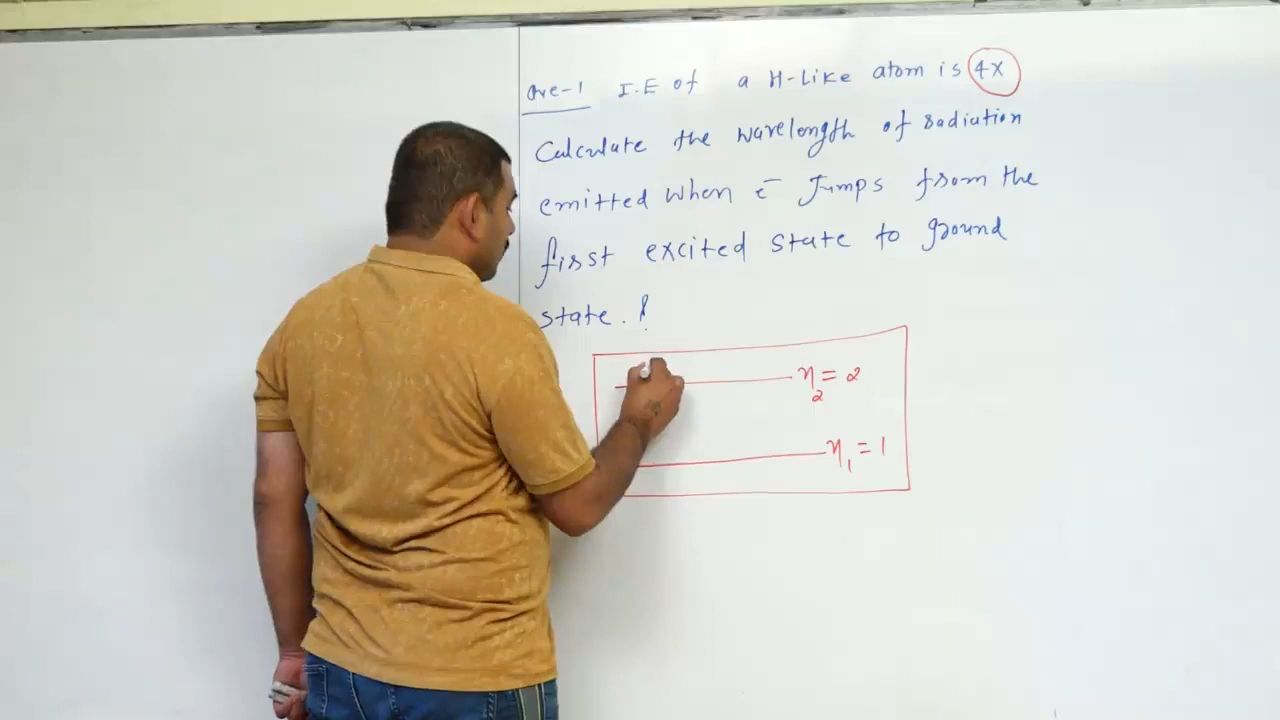 Que-1 I.E of a H-Like atom is 4X
Calculate the wavelength of radiation
emitted when e⁻ Jumps from the
first excited state to ground
state. !
n₂ = 2
n₁ = 1